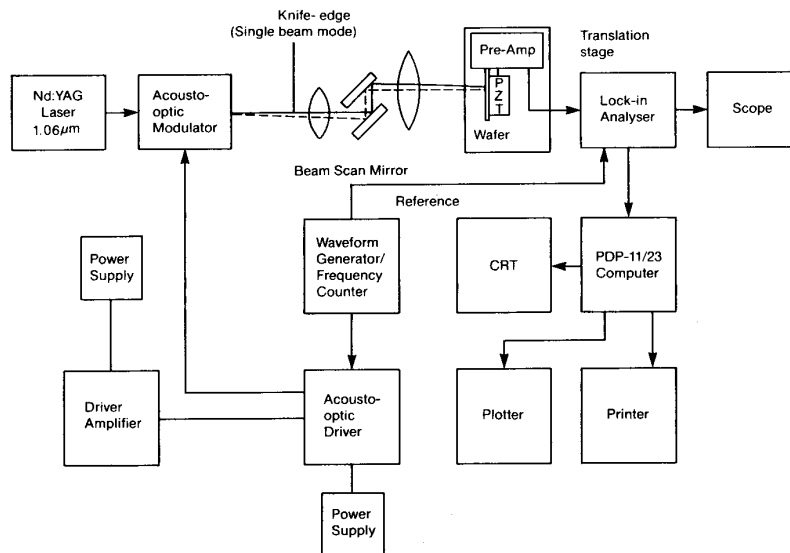 Knife- edge
(Single beam mode)
Translation
stage
Pre-Amp
P
Z
T
Wafer
Nd:YAG
Laser
1.06µm
Acousto-
optic
Modulator
Lock-in
Analyser
Scope
Beam Scan Mirror
Reference
Waveform
Generator/
Frequency
Counter
CRT
PDP-11/23
Computer
Power
Supply
Driver
Amplifier
Acousto-
optic
Driver
Plotter
Printer
Power
Supply